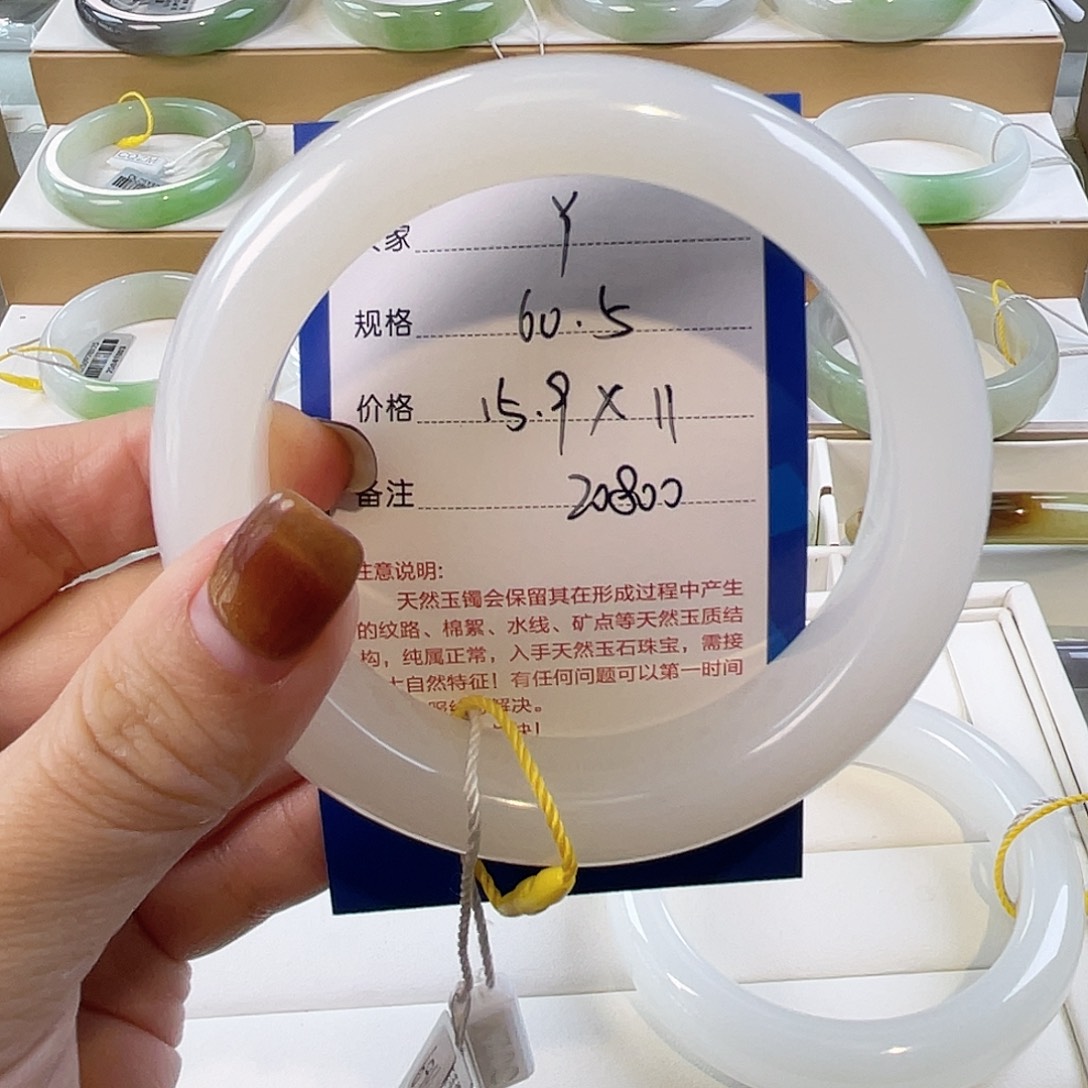 家 Y
规格 60.5
价格 15.9 X 11
备注 20800
注意说明:
天然玉镯会保留其在形成过程中产生
的纹路、棉絮、水线、矿点等天然玉质结
构，纯属正常，入手天然玉石珠宝，需接
自然特征！有任何问题可以第一时间
解决。